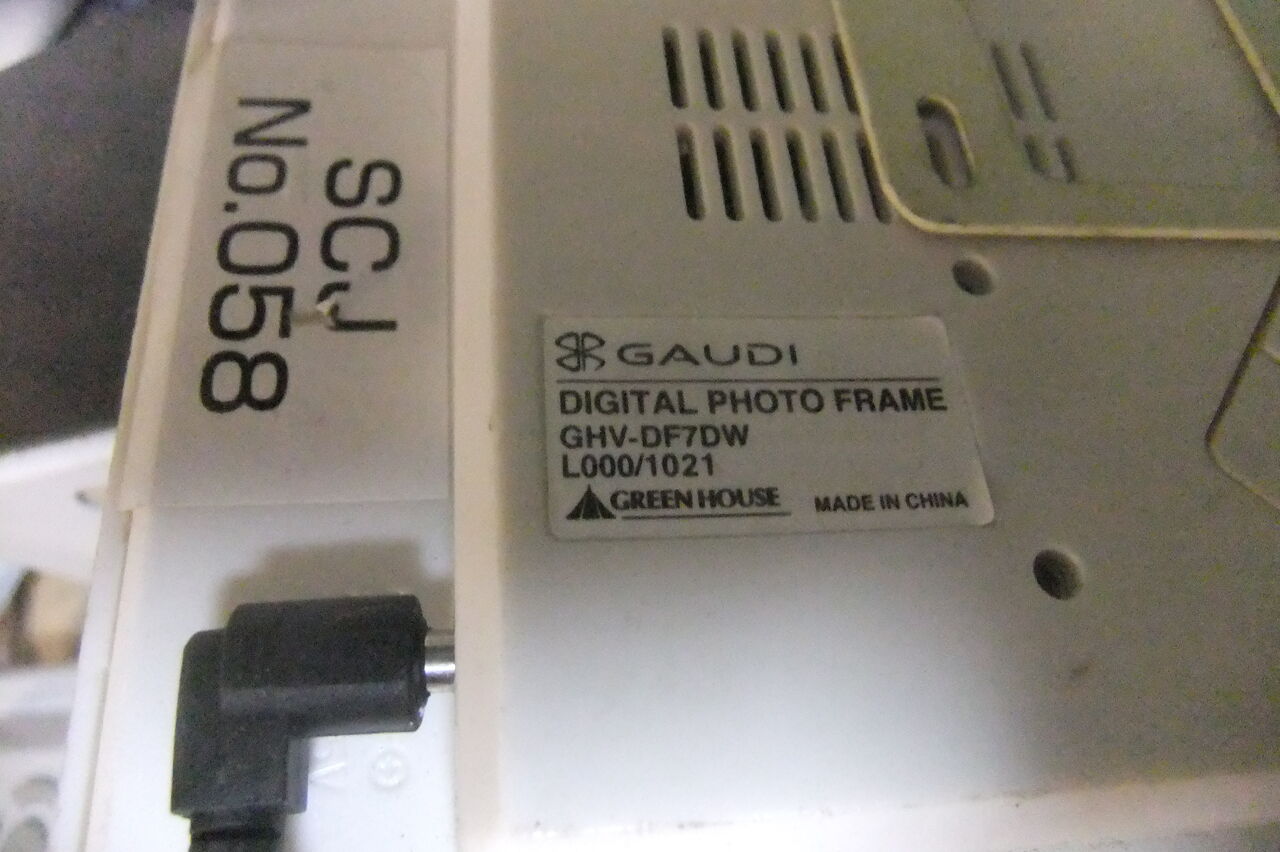 SCJ
No.058
GAUDI
DIGITAL PHOTO FRAME
GHV-DF7DW
L000/1021
GREEN HOUSE MADE IN CHINA